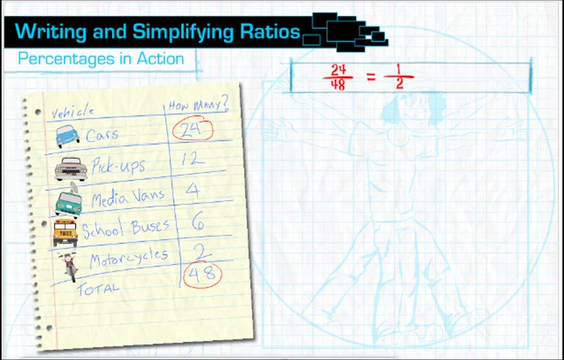 Writing and Simplifying Ratios
Percentages in Action
24/48 = 1/2
Vehicle How Many?
Cars 24
Pick-ups 12
Media Vans 4
School Buses 6
Motorcycles 2
TOTAL 48